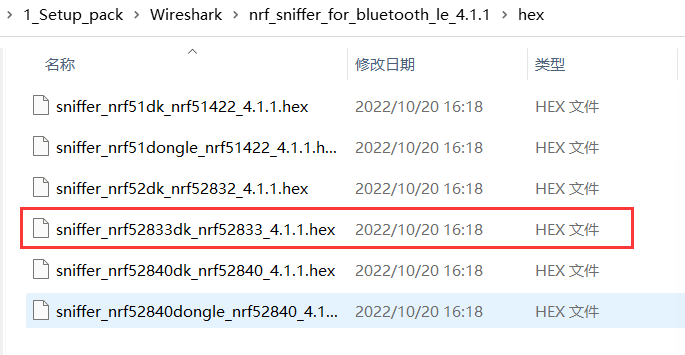 1_Setup_pack > Wireshark > nrf_sniffer_for_bluetooth_le_4.1.1 > hex
名称 修改日期 类型
sniffer_nrf51dk_nrf51422_4.1.1.hex 2022/10/20 16:18 HEX 文件
sniffer_nrf51dongle_nrf51422_4.1.1.h... 2022/10/20 16:18 HEX 文件
sniffer_nrf52dk_nrf52832_4.1.1.hex 2022/10/20 16:18 HEX 文件
sniffer_nrf52833dk_nrf52833_4.1.1.hex 2022/10/20 16:18 HEX 文件
sniffer_nrf52840dk_nrf52840_4.1.1.hex 2022/10/20 16:18 HEX 文件
sniffer_nrf52840dongle_nrf52840_4.1... 2022/10/20 16:18 HEX 文件